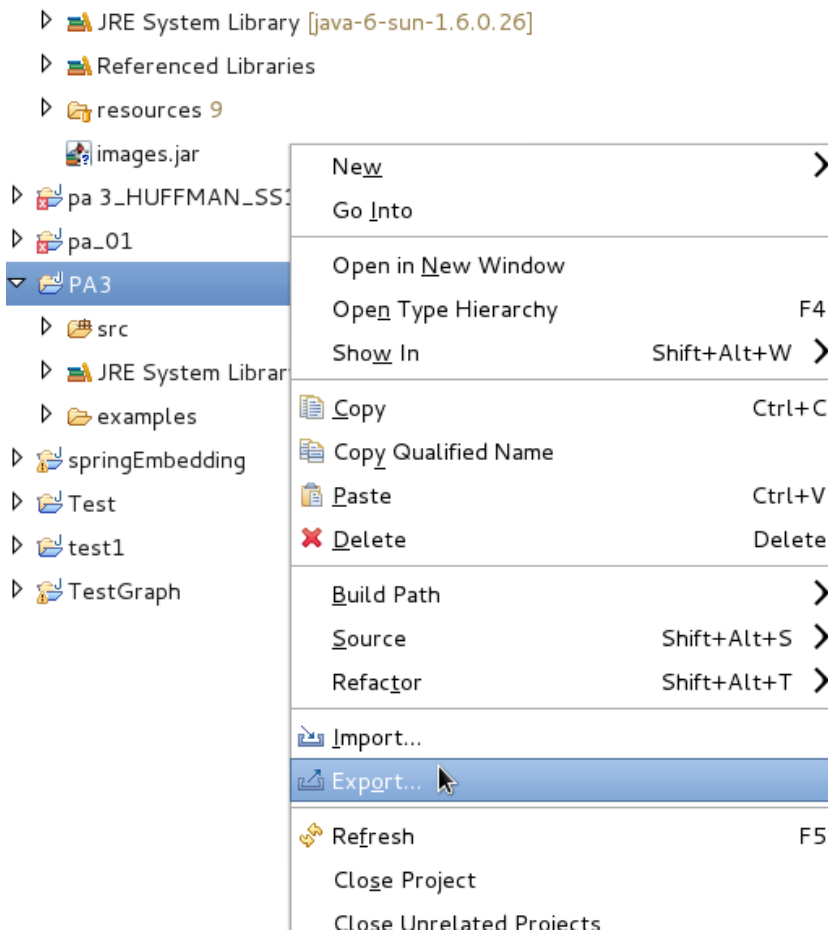 JRE System Library [java-6-sun-1.6.0.26]
Referenced Libraries
resources 9
images.jar
pa 3_HUFFMAN_SS1
pa_01
PA3
src
JRE System Librar
examples
springEmbedding
Test
test1
TestGraph
New
Go Into
Open in New Window
Open Type Hierarchy F4
Show In Shift+Alt+W
Copy Ctrl+C
Copy Qualified Name
Paste Ctrl+V
Delete Delete
Build Path
Source Shift+Alt+S
Refactor Shift+Alt+T
Import...
Export...
Refresh F5
Close Project
Close Unrelated Projects